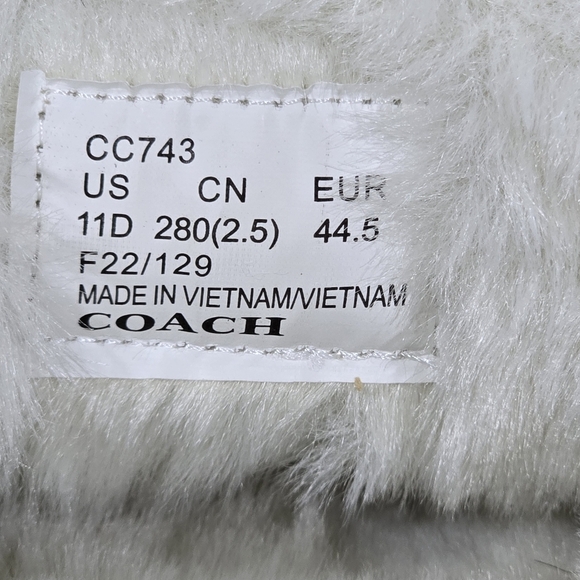 CC743
US CN EUR
11D 280(2.5) 44.5
F22/129
MADE IN VIETNAM/VIETNAM
COACH